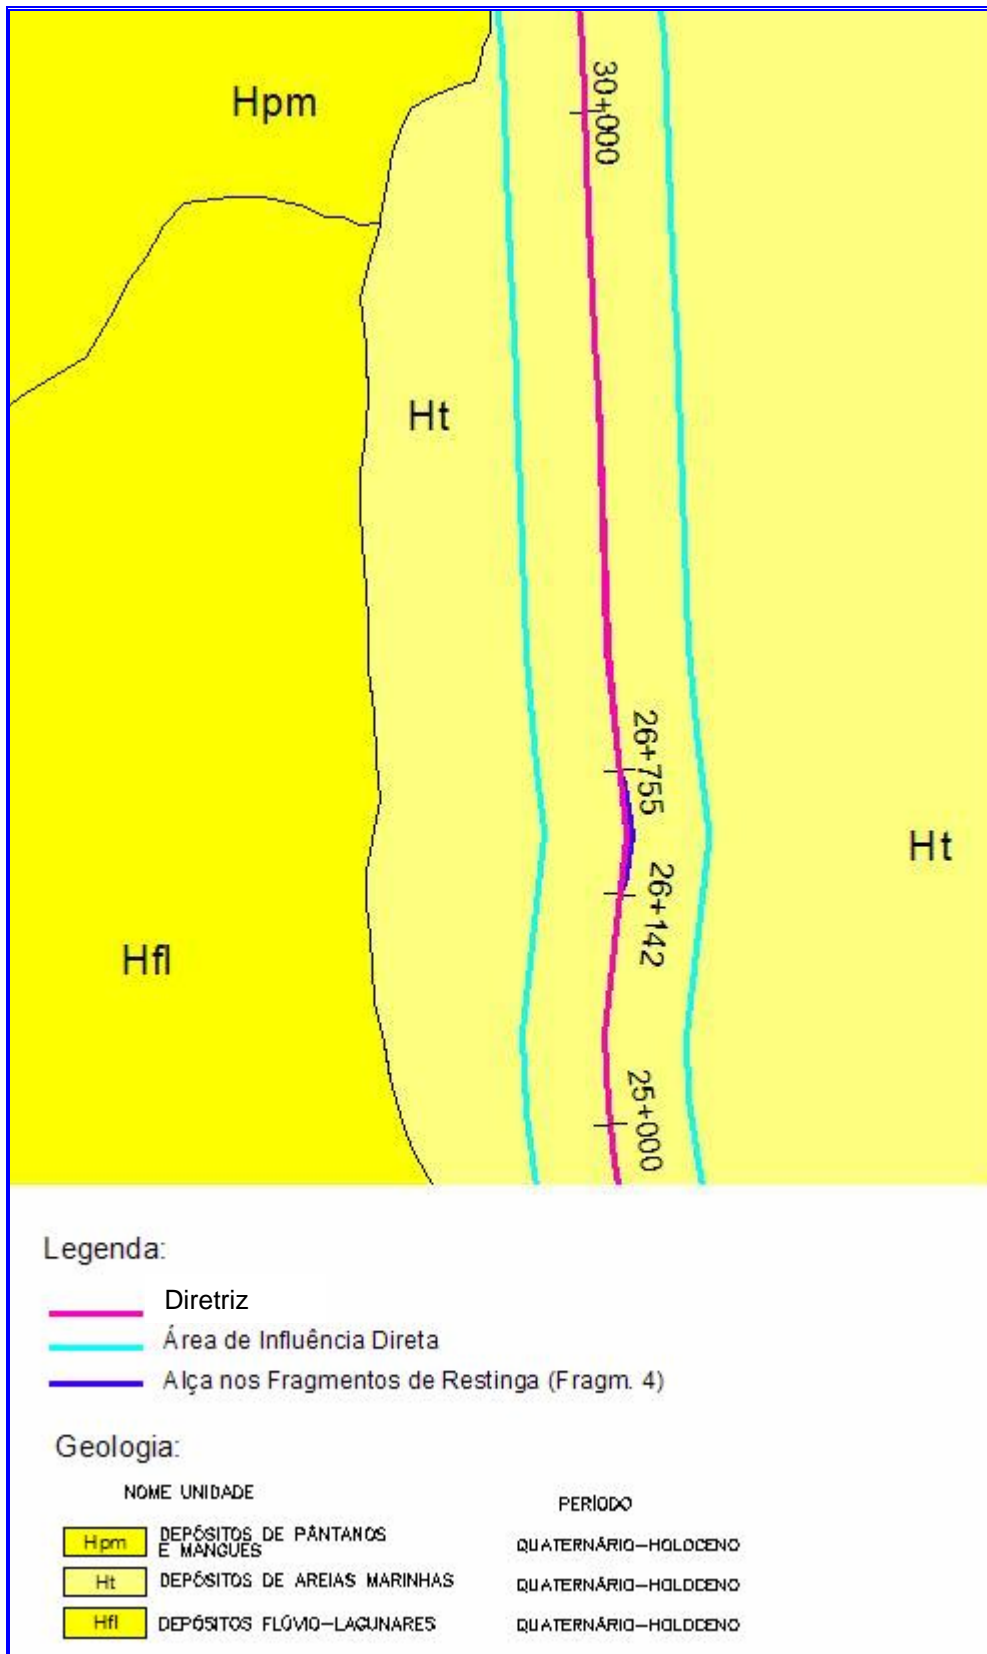 Hpm
30+000
Ht
26+755
Ht
26+142
Hfl
25+000
Legenda:
Diretriz
Área de Influência Direta
Alça nos Fragmentos de Restinga (Fragm. 4)
Geologia:
NOME UNIDADE
PERÍODO
Hpm DEPÓSITOS DE PÂNTANOS
E MANGUES
QUATERNÁRIO-HOLOCENO
Ht DEPÓSITOS DE AREIAS MARINHAS QUATERNÁRIO-HOLOCENO
Hfl DEPÓSITOS FLÚVIO-LAGUNARES QUATERNÁRIO-HOLOCENO